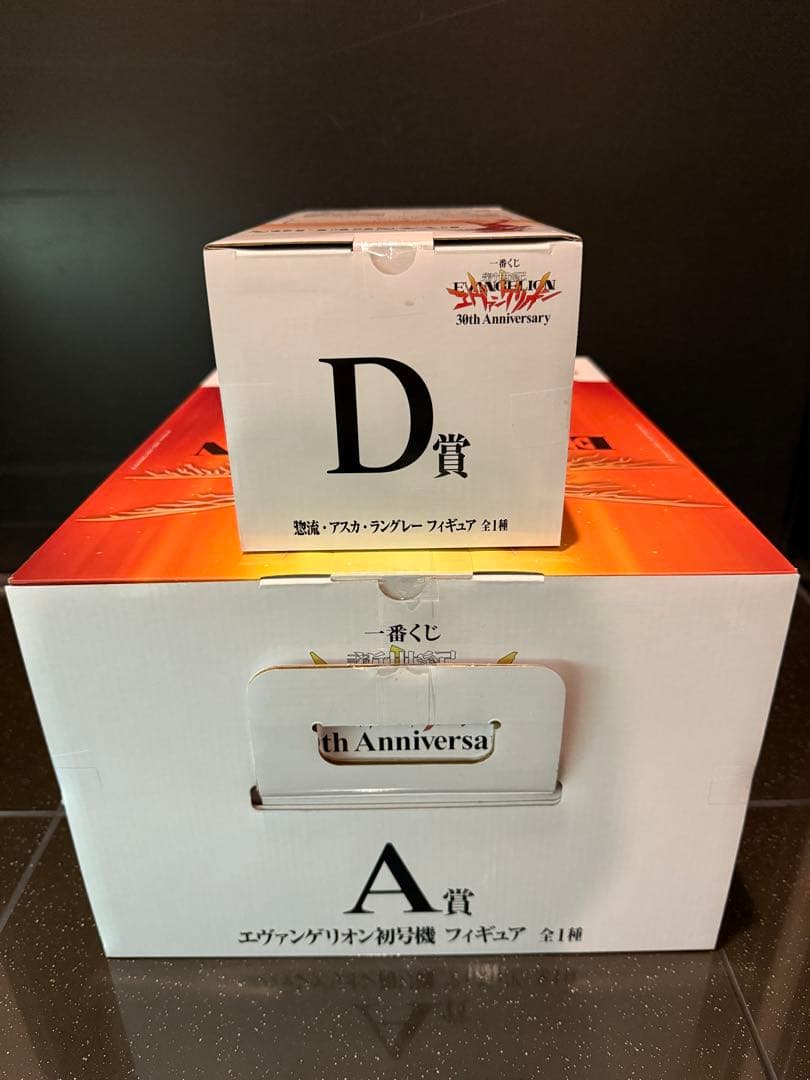 一番くじ
EVANGELION
エヴァンゲリオン
30th Anniversary
D賞
惣流・アスカ・ラングレー フィギュア 全1種
一番くじ
th Anniversa
A賞
エヴァンゲリオン初号機 フィギュア 全1種